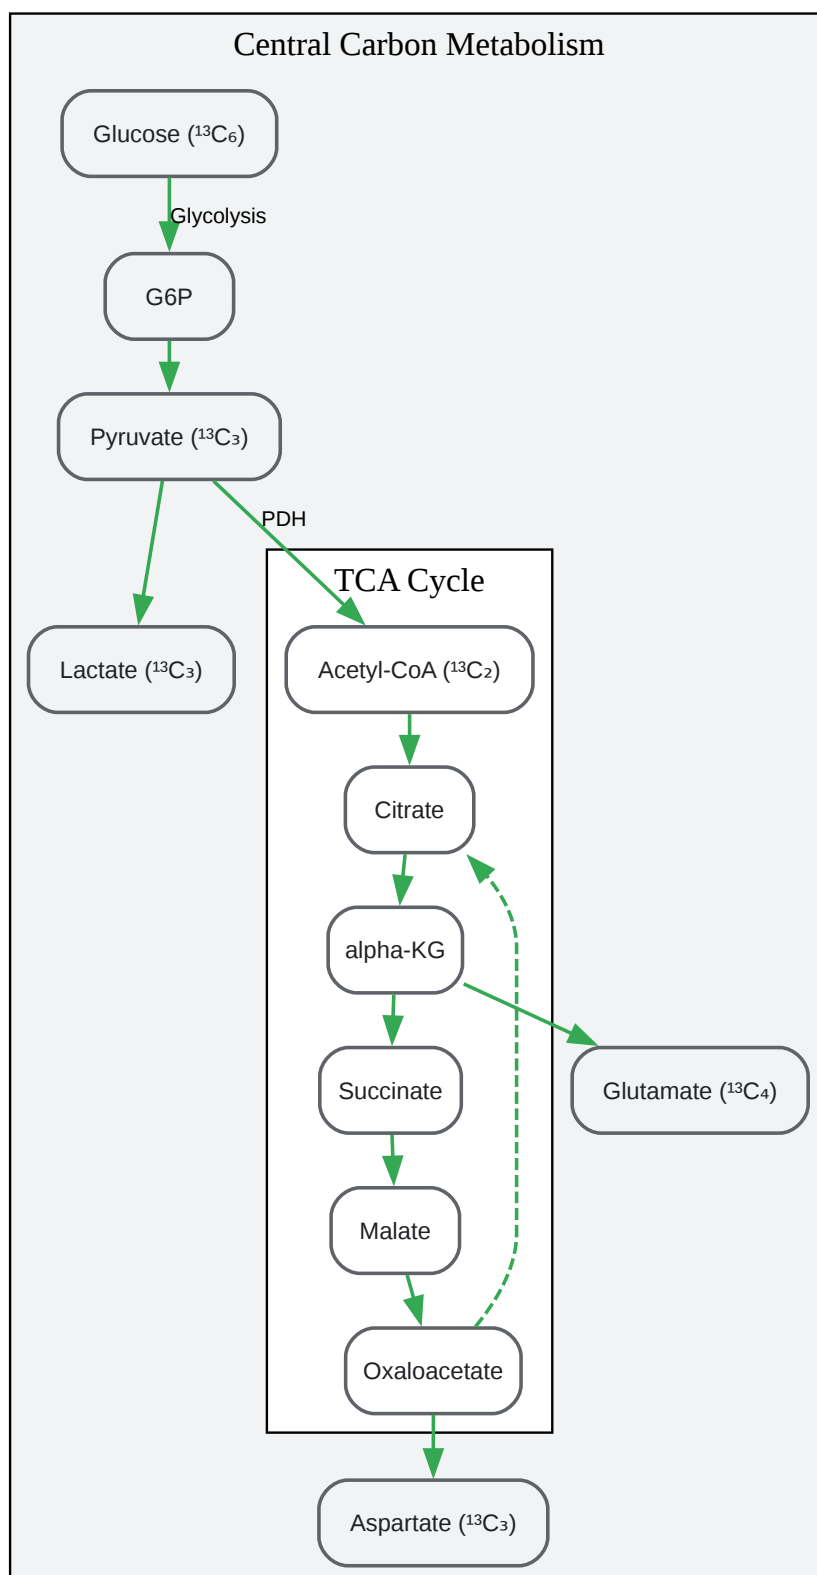 Central Carbon Metabolism
Glucose (¹³C₆)
Glycolysis
G6P
Pyruvate (¹³C₃)
PDH
TCA Cycle
Lactate (¹³C₃)
Acetyl-CoA (¹³C₂)
Citrate
alpha-KG
Succinate
Glutamate (¹³C₄)
Malate
Oxaloacetate
Aspartate (¹³C₃)